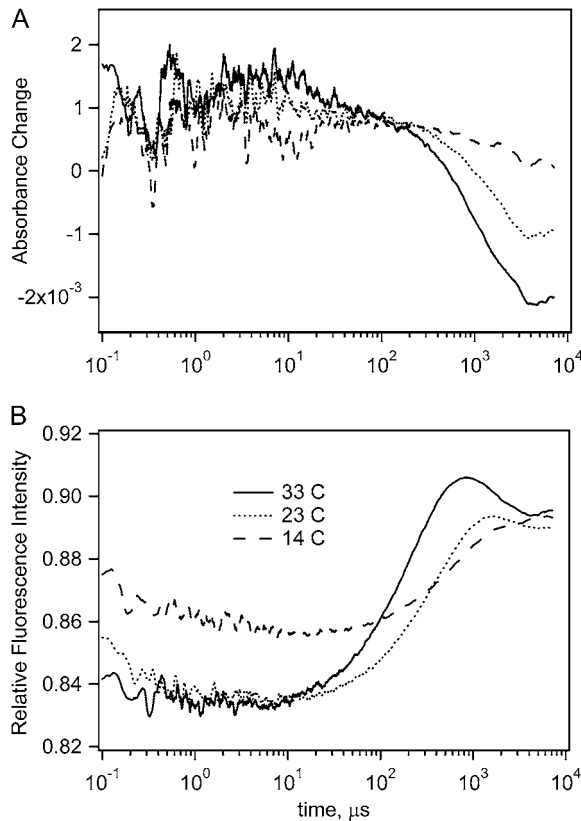 A
2
1
0
-1
-2x10⁻³
Absorbance Change
10⁻¹ 10⁰ 10¹ 10² 10³ 10⁴
B
0.92
0.90
0.88
0.86
0.84
0.82
Relative Fluorescence Intensity
33 C
23 C
14 C
10⁻¹ 10⁰ 10¹ 10² 10³ 10⁴
time, μs